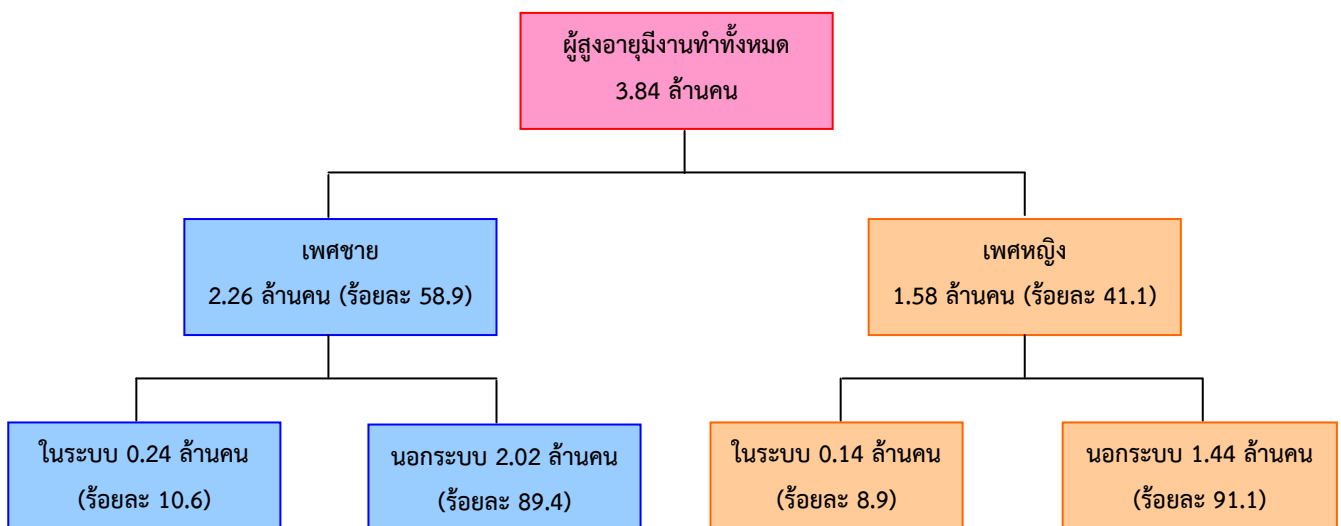 ผู้สูงอายุมีงานทำทั้งหมด
3.84 ล้านคน
เพศชาย
2.26 ล้านคน (ร้อยละ 58.9)
เพศหญิง
1.58 ล้านคน (ร้อยละ 41.1)
ในระบบ 0.24 ล้านคน
(ร้อยละ 10.6)
นอกระบบ 2.02 ล้านคน
(ร้อยละ 89.4)
ในระบบ 0.14 ล้านคน
(ร้อยละ 8.9)
นอกระบบ 1.44 ล้านคน
(ร้อยละ 91.1)